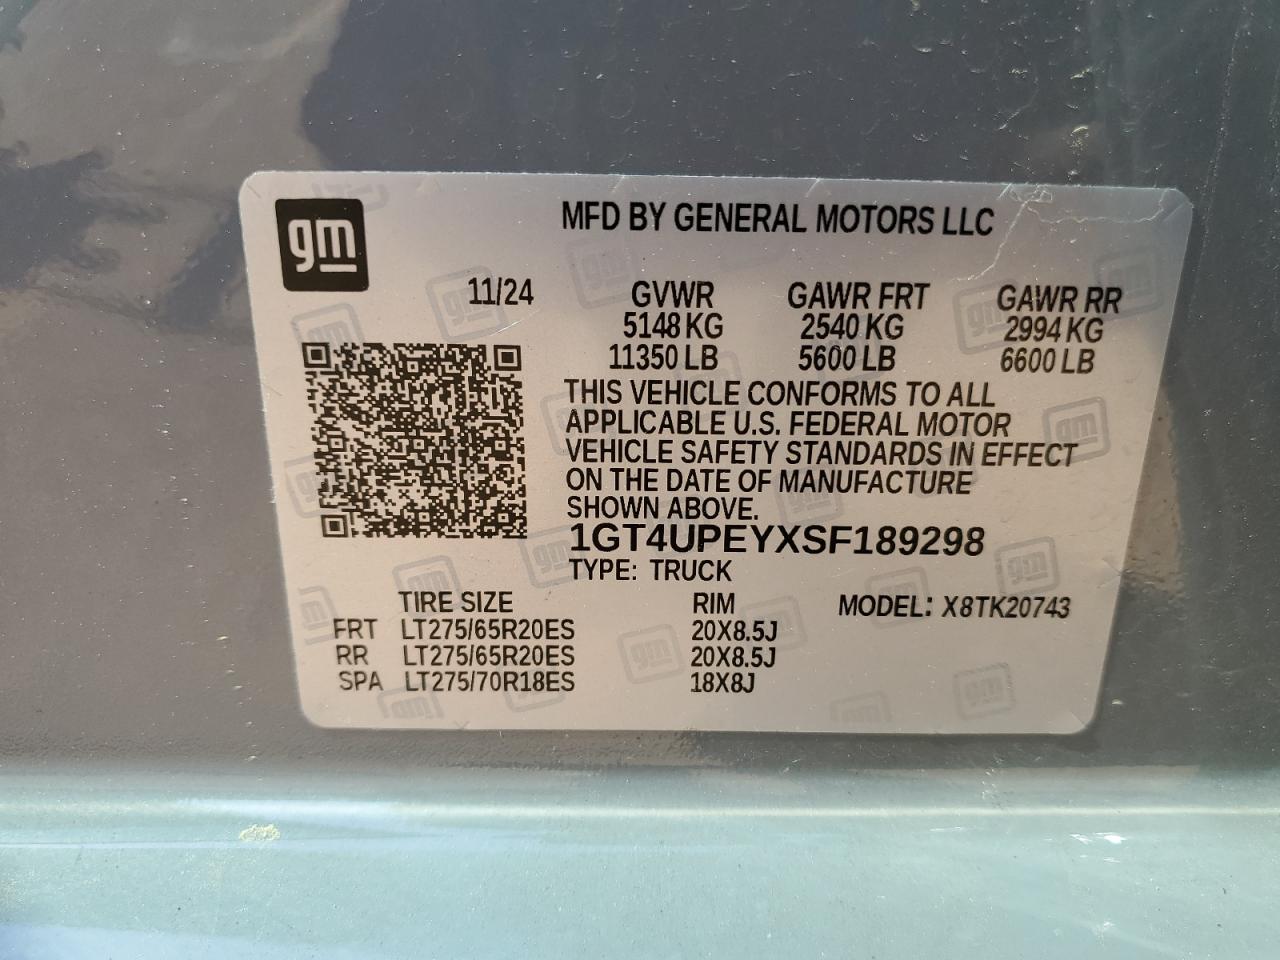 gm
MFD BY GENERAL MOTORS LLC
11/24 GVWR GAWR FRT GAWR RR
5148 KG 2540 KG 2994 KG
11350 LB 5600 LB 6600 LB
THIS VEHICLE CONFORMS TO ALL
APPLICABLE U.S. FEDERAL MOTOR
VEHICLE SAFETY STANDARDS IN EFFECT
ON THE DATE OF MANUFACTURE
SHOWN ABOVE.
1GT4UPEYXSF189298
TYPE: TRUCK
TIRE SIZE RIM MODEL: X8TK20743
FRT LT275/65R20ES 20X8.5J
RR LT275/65R20ES 20X8.5J
SPA LT275/70R18ES 18X8J